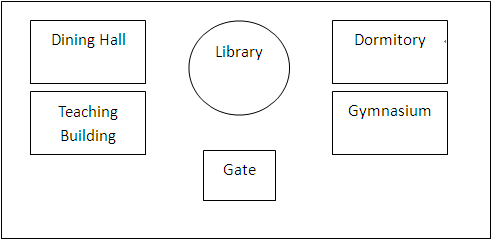 Dining Hall
Library
Dormitory
Teaching
Building
Gymnasium
Gate